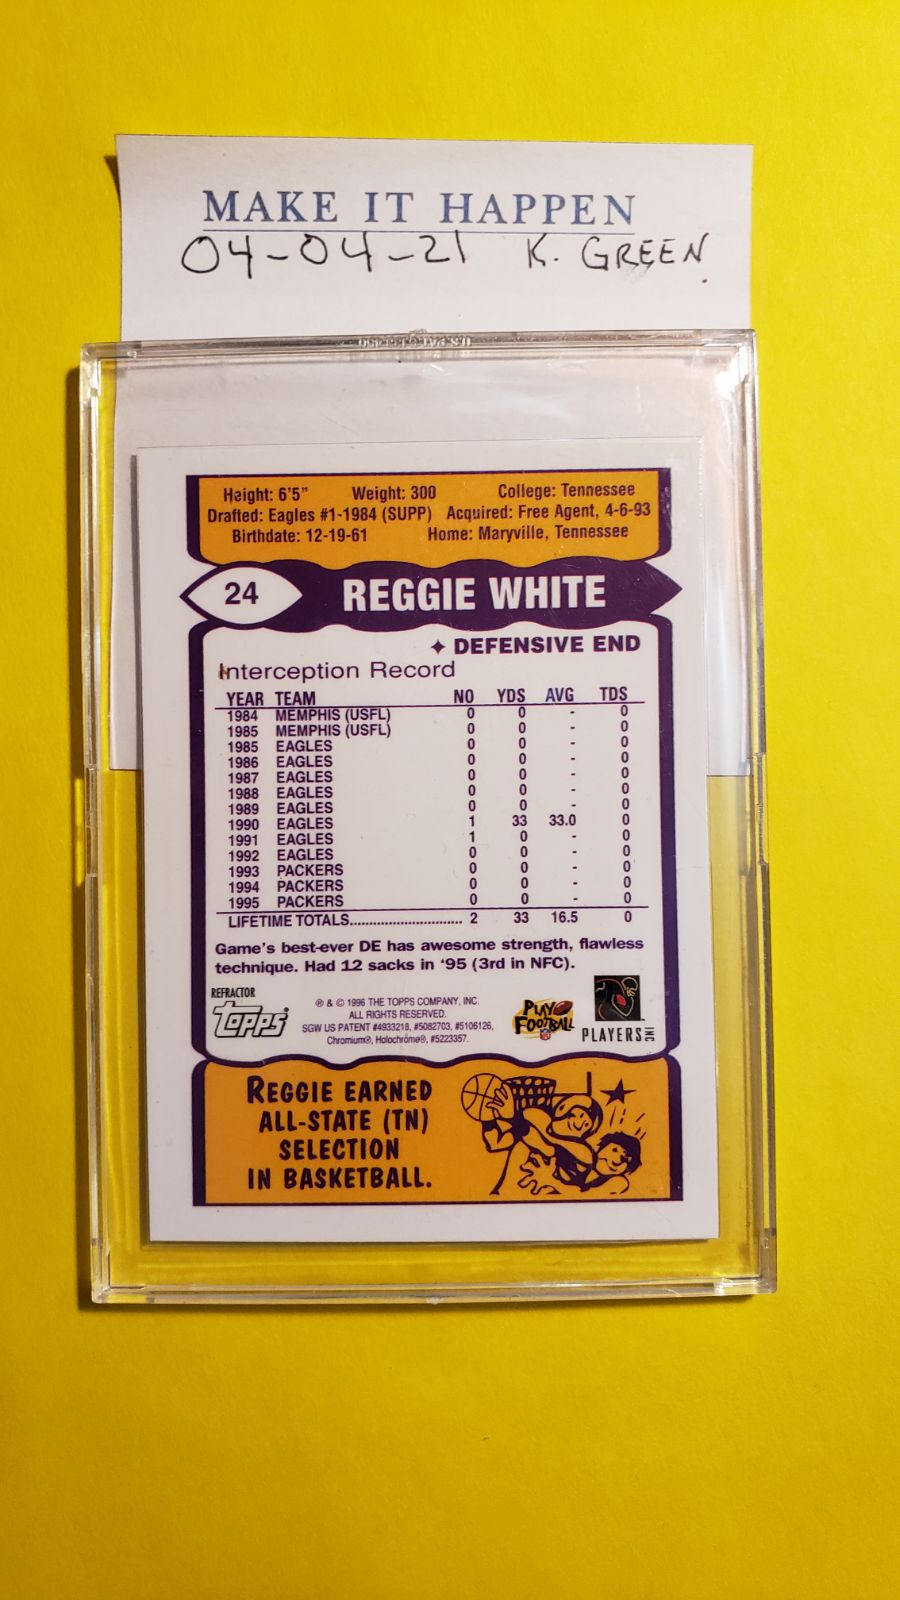 MAKE IT HAPPEN
04-04-21 K. GREEN.
Height: 6'5" Weight: 300 College: Tennessee
Drafted: Eagles #1-1984 (SUPP) Acquired: Free Agent, 4-6-93
Birthdate: 12-19-61 Home: Maryville, Tennessee
24 REGGIE WHITE
✦ DEFENSIVE END
Interception Record
YEAR TEAM NO YDS AVG TDS
1984 MEMPHIS (USFL) 0 0 - 0
1985 MEMPHIS (USFL) 0 0 - 0
1985 EAGLES 0 0 - 0
1986 EAGLES 0 0 - 0
1987 EAGLES 0 0 - 0
1988 EAGLES 0 0 - 0
1989 EAGLES 0 0 - 0
1990 EAGLES 1 33 33.0 0
1991 EAGLES 1 0 - 0
1992 EAGLES 0 0 - 0
1993 PACKERS 0 0 - 0
1994 PACKERS 0 0 - 0
1995 PACKERS 0 0 - 0
LIFETIME TOTALS............................ 2 33 16.5 0
Game's best-ever DE has awesome strength, flawless
technique. Had 12 sacks in '95 (3rd in NFC).
REFRACTOR
TOPPS
® & © 1996 THE TOPPS COMPANY, INC.
ALL RIGHTS RESERVED.
SGW US PATENT #4933218, #5082703, #5106126,
Chromium®, Holochrome®, #5223357.
PLAY
FOOTBALL
PLAYERS INC
REGGIE EARNED
ALL-STATE (TN)
SELECTION
IN BASKETBALL.